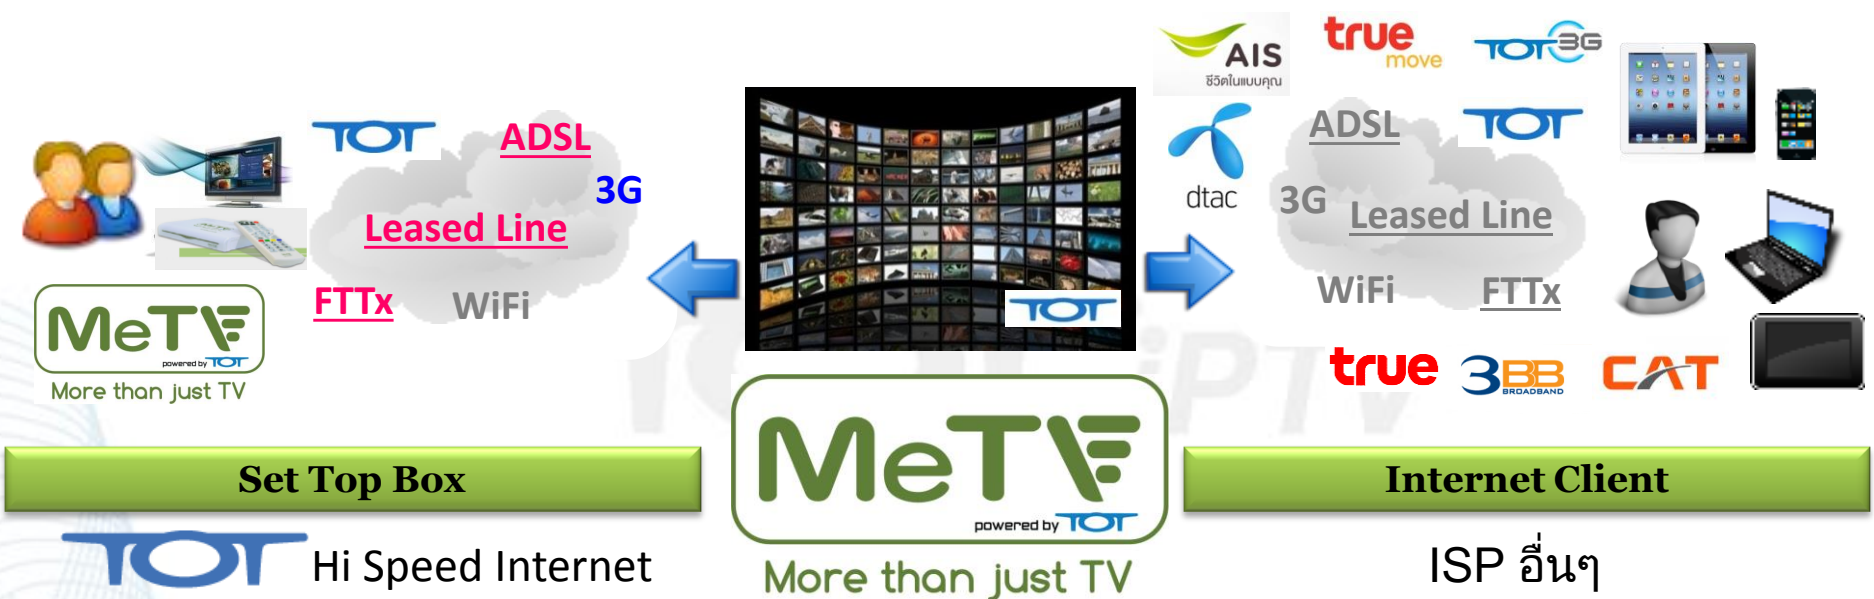 TOT
ADSL
3G
Leased Line
FTTx
WiFi
MeTV
powered by TOT
More than just TV
Set Top Box
TOT Hi Speed Internet
TOT
MeTV
powered by TOT
More than just TV
AIS
ชีวิตในแบบคุณ
true
move
TOT3G
dtac
ADSL
TOT
3G
Leased Line
WiFi
FTTx
true
3BB
BROADBAND
CAT
Internet Client
ISP อื่นๆ
iPTV